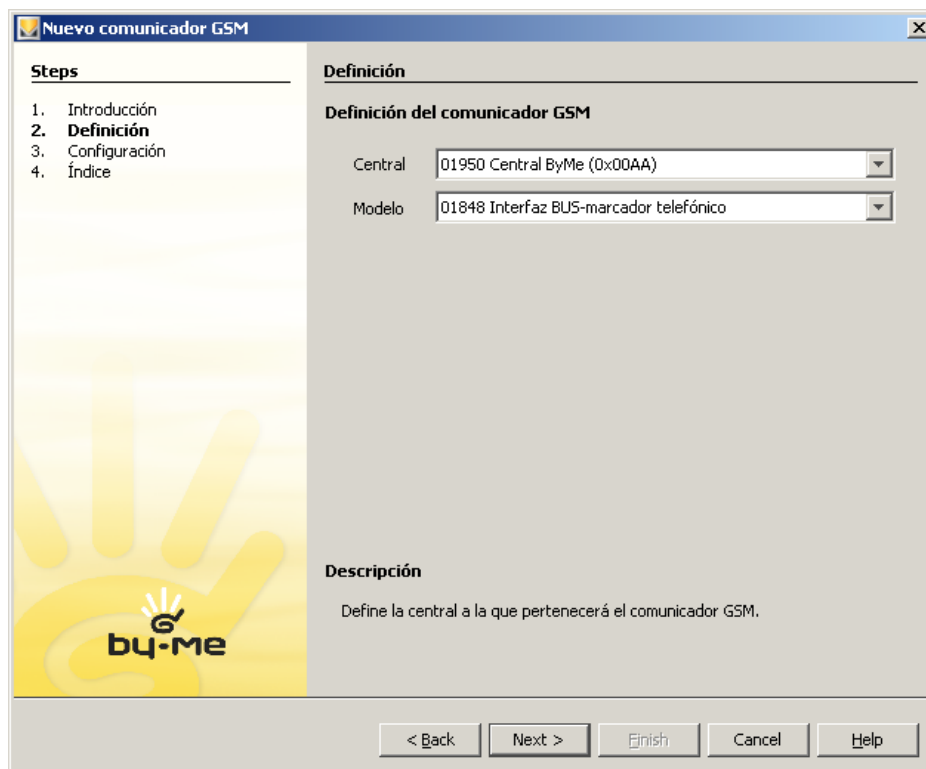 Nuevo comunicador GSM
Steps
1. Introducción
2. Definición
3. Configuración
4. Índice
Definición
Definición del comunicador GSM
Central 01950 Central ByMe (0x00AA)
Modelo 01848 Interfaz BUS-marcador telefónico
Descripción
Define la central a la que pertenecerá el comunicador GSM.
by-me
< Back Next > Finish Cancel Help